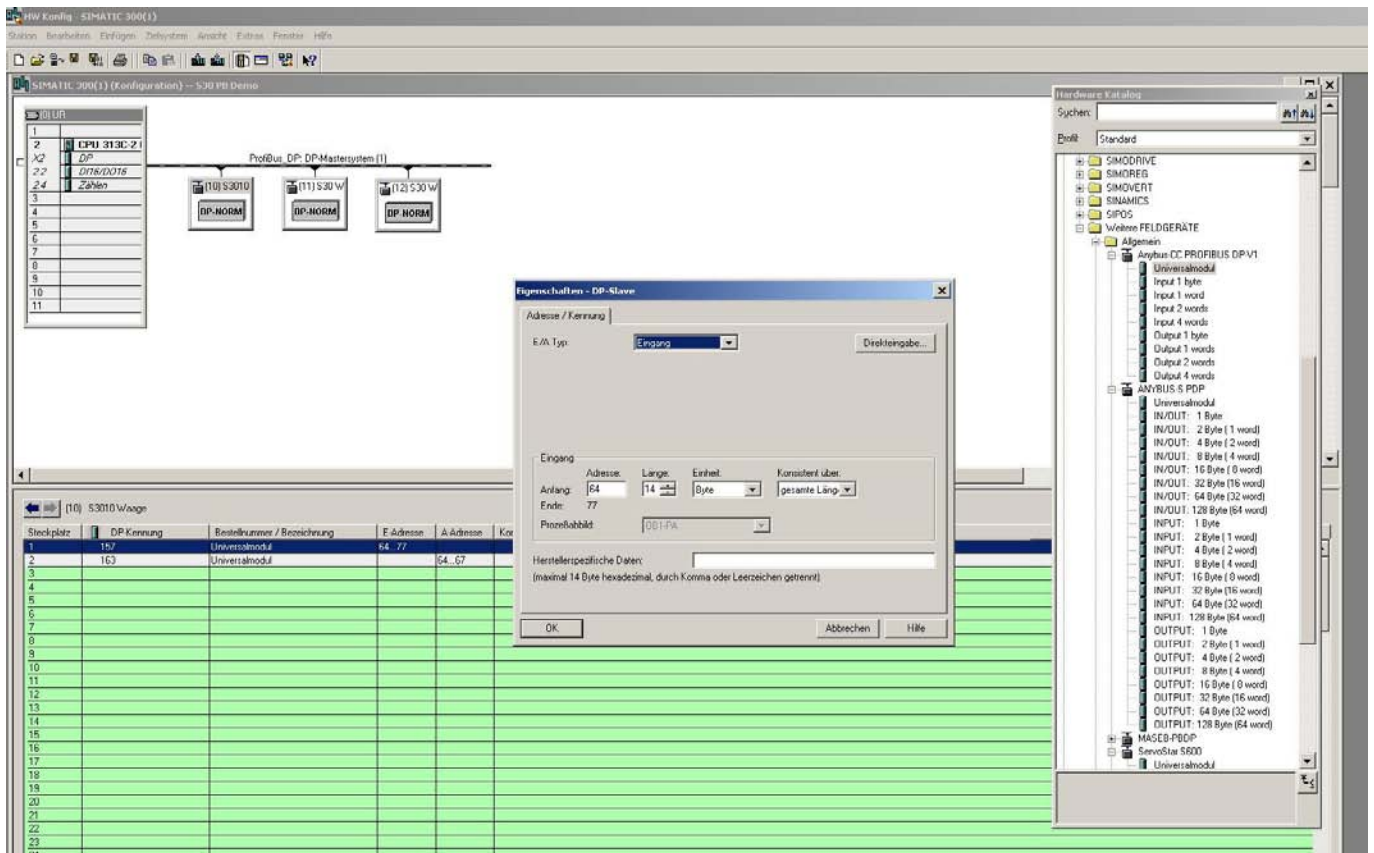 HW Konfig - SIMATIC 300(1)
Station Bearbeiten Einfügen Zielsystem Ansicht Extras Fenster Hilfe
SIMATIC 300(1) (Konfiguration) -- S30 PB Demo
(0) UR
1
2 CPU 313C-2
X2 DP
2.2 DI16/DO16
2.4 Zählen
3
4
5
6
7
8
9
10
11
ProfiBus_DP: DP-Mastersystem (1)
(10) S3010
DP-NORM
(11) S30 W
DP-NORM
(12) S30 W
DP-NORM
Eigenschaften - DP-Slave
Adresse / Kennung
E/A Typ:
Eingang
Direkteingabe...
Eingang
Adresse: Länge: Einheit: Konsistent über:
Anfang: 64 14 Byte gesamte Läng
Ende: 77
Prozeßabbild: OB1-PA
Herstellerspezifische Daten:
(maximal 14 Byte hexadezimal, durch Komma oder Leerzeichen getrennt)
OK Abbrechen Hilfe
(10) S3010 Waage
Steckplatz DP-Kennung Bestellnummer / Bezeichnung E-Adresse A-Adresse
1 157 Universalmodul 64...77
2 163 Universalmodul 64...67
3
4
5
6
7
8
9
10
11
12
13
14
15
16
17
18
19
20
21
22
23
Hardware Katalog
Suchen:
Profil: Standard
SIMODRIVE
SIMOREG
SIMOVERT
SINAMICS
SIPOS
Weitere FELDGERÄTE
Allgemein
Anybus-CC PROFIBUS DP-V1
Universalmodul
Input 1 byte
Input 1 word
Input 2 words
Input 4 words
Output 1 byte
Output 1 words
Output 2 words
Output 4 words
ANYBUS-S PDP
Universalmodul
IN/OUT: 1 Byte
IN/OUT: 2 Byte ( 1 word)
IN/OUT: 4 Byte ( 2 word)
IN/OUT: 8 Byte ( 4 word)
IN/OUT: 16 Byte ( 8 word)
IN/OUT: 32 Byte (16 word)
IN/OUT: 64 Byte (32 word)
IN/OUT: 128 Byte (64 word)
INPUT: 1 Byte
INPUT: 2 Byte ( 1 word)
INPUT: 4 Byte ( 2 word)
INPUT: 8 Byte ( 4 word)
INPUT: 16 Byte ( 8 word)
INPUT: 32 Byte (16 word)
INPUT: 64 Byte (32 word)
INPUT: 128 Byte (64 word)
OUTPUT: 1 Byte
OUTPUT: 2 Byte ( 1 word)
OUTPUT: 4 Byte ( 2 word)
OUTPUT: 8 Byte ( 4 word)
OUTPUT: 16 Byte ( 8 word)
OUTPUT: 32 Byte (16 word)
OUTPUT: 64 Byte (32 word)
OUTPUT: 128 Byte (64 word)
MASEB-PBDP
ServoStar S600
Universalmodul